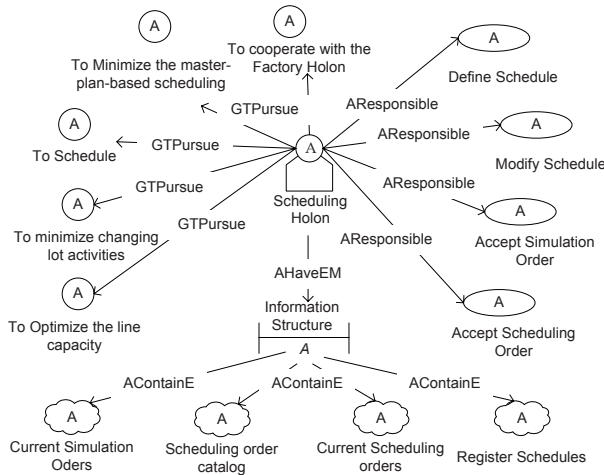 A
A
To cooperate with the
Factory Holon
A
To Minimize the master-
plan-based scheduling
Define Schedule
GTPursue
AResponsible
A
A
To Schedule
GTPursue
A
AResponsible
Modify Schedule
GTPursue
AResponsible
A
Scheduling
Holon
A
To minimize changing
lot activities
GTPursue
AResponsible
Accept Simulation
Order
AHaveEM
A
A
To Optimize the line
capacity
Information
Structure
Accept Scheduling
Order
A
AContainE
AContainE
AContainE
AContainE
A
A
A
A
Current Simulation
Oders
Scheduling order
catalog
Current Scheduling
orders
Register Schedules